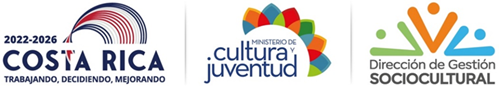 2022-2026
COSTA RICA
TRABAJANDO, DECIDIENDO, MEJORANDO
MINISTERIO DE
cultura y
juventud
Dirección de Gestión
SOCIOCULTURAL